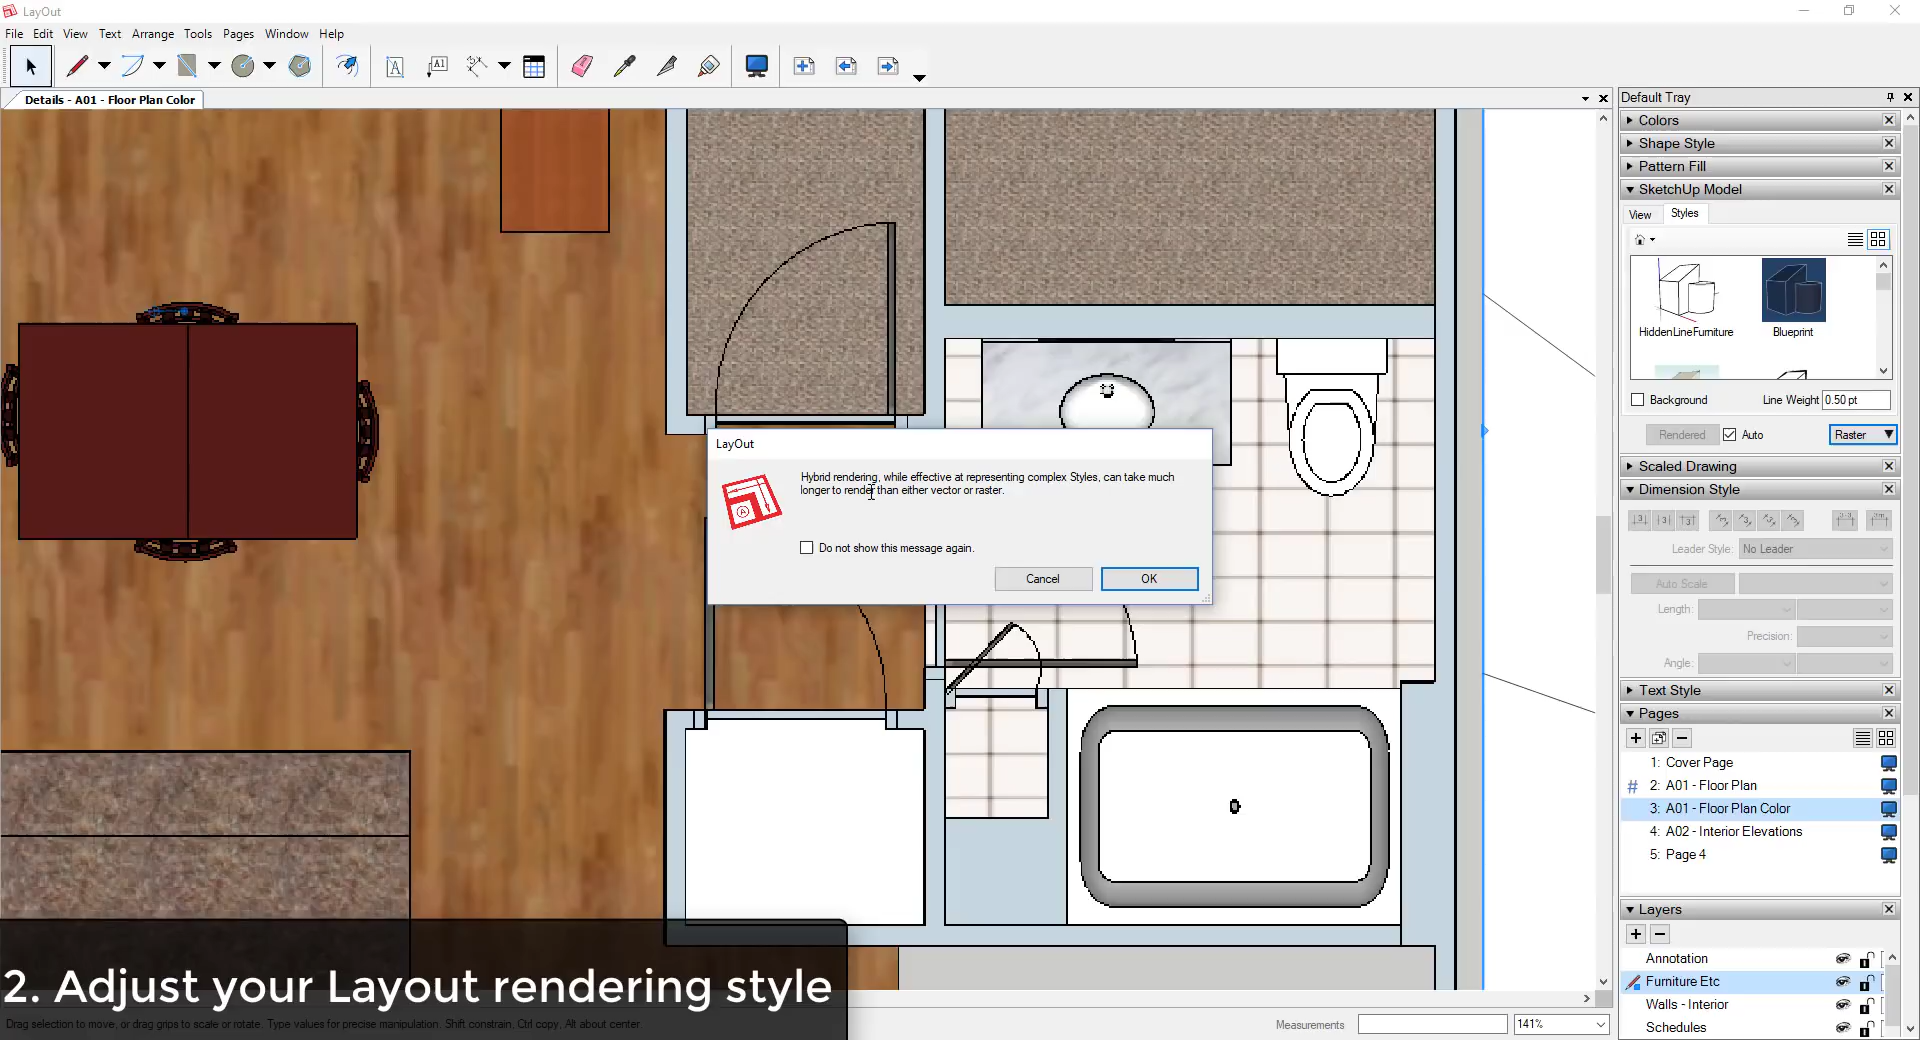 LayOut
File Edit View Text Arrange Tools Pages Window Help
Details - A01 - Floor Plan Color
Default Tray
Colors
Shape Style
Pattern Fill
SketchUp Model
View Styles
HiddenLineFurniture Blueprint
Background Line Weight 0.50 pt
Rendered Auto Raster
Scaled Drawing
Dimension Style
Leader Style: No Leader
Auto Scale
Length:
Precision:
Angle:
Text Style
Pages
1: Cover Page
# 2: A01 - Floor Plan
3: A01 - Floor Plan Color
4: A02 - Interior Elevations
5: Page 4
Layers
Annotation
Furniture Etc
Walls - Interior
Schedules
LayOut
Hybrid rendering, while effective at representing complex Styles, can take much
longer to render than either vector or raster.
Do not show this message again.
Cancel OK
2. Adjust your Layout rendering style
Drag selection to move, or drag grips to scale or rotate. Type values for precise manipulation. Shift constrain, Ctrl copy, Alt about center.
Measurements 141%